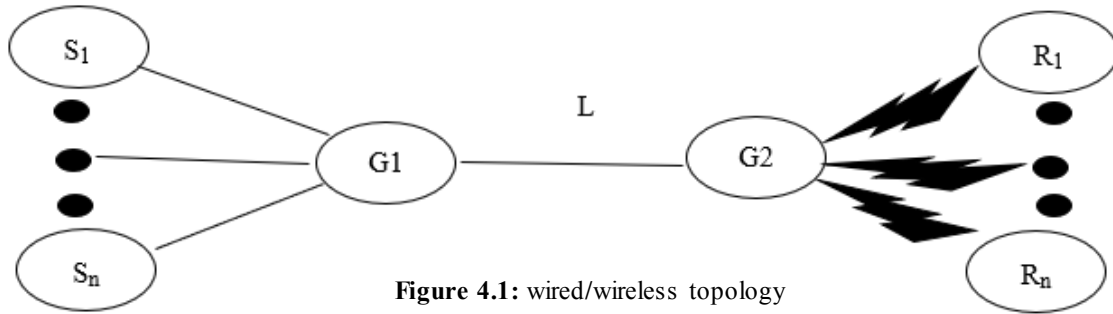 S₁
R₁
L
G1
G2
Sₙ
Rₙ
Figure 4.1: wired/wireless topology